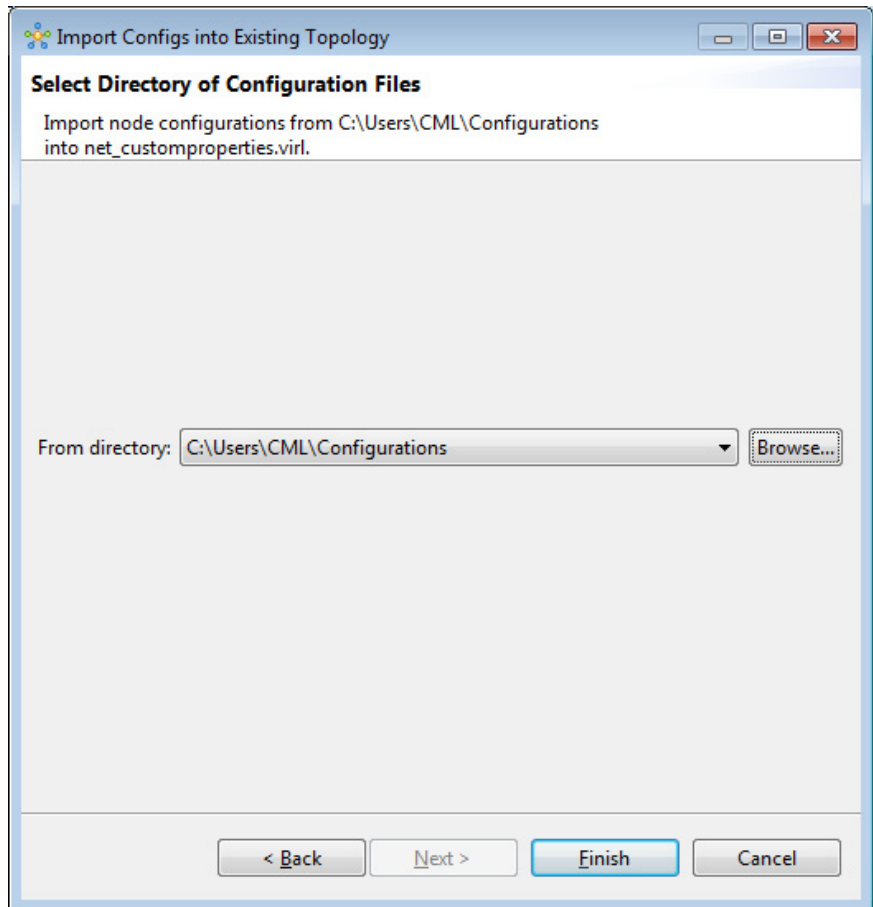 Import Configs into Existing Topology
Select Directory of Configuration Files
Import node configurations from C:\Users\CML\Configurations
into net_customproperties.virl.
From directory: C:\Users\CML\Configurations Browse...
< Back Next > Finish Cancel